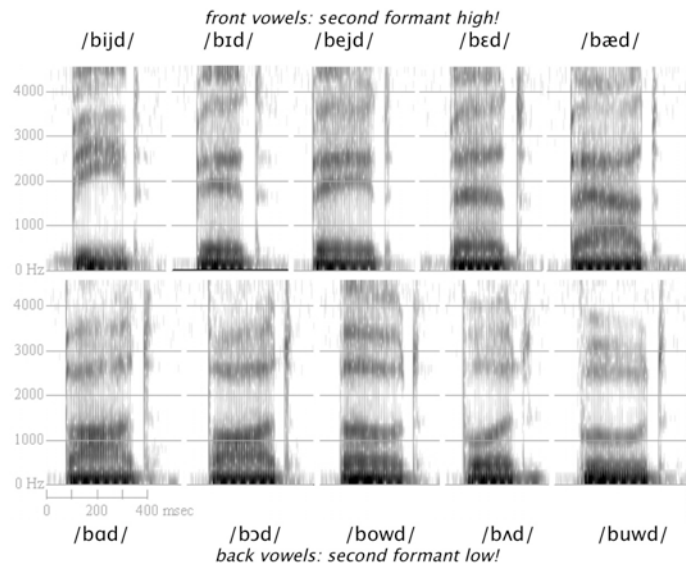 front vowels: second formant high!
/bijd/ /bɪd/ /bejd/ /bɛd/ /bæd/
4000
3000
2000
1000
0 Hz
4000
3000
2000
1000
0 Hz
0 200 400 msec
/bɑd/ /bɔd/ /bowd/ /bʌd/ /buwd/
back vowels: second formant low!